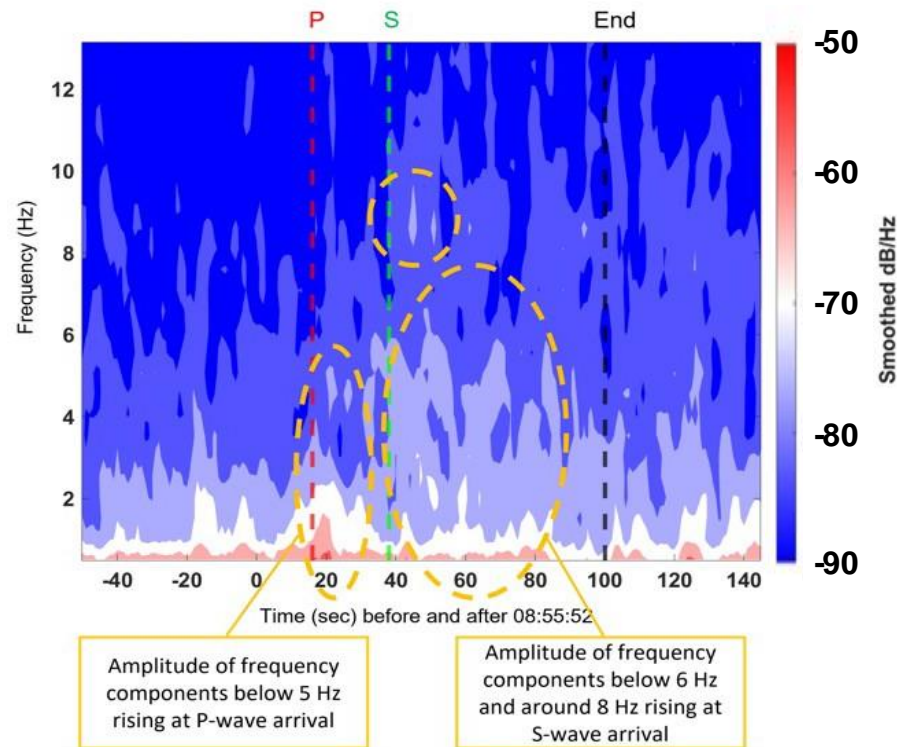 P
S
End
-50
12
-60
10
8
-70
6
4
-80
2
-90
Frequency (Hz)
Smoothed dB/Hz
-40 -20 0 20 40 60 80 100 120 140
Time (sec) before and after 08:55:52
Amplitude of frequency
components below 5 Hz
rising at P-wave arrival
Amplitude of frequency
components below 6 Hz
and around 8 Hz rising at
S-wave arrival